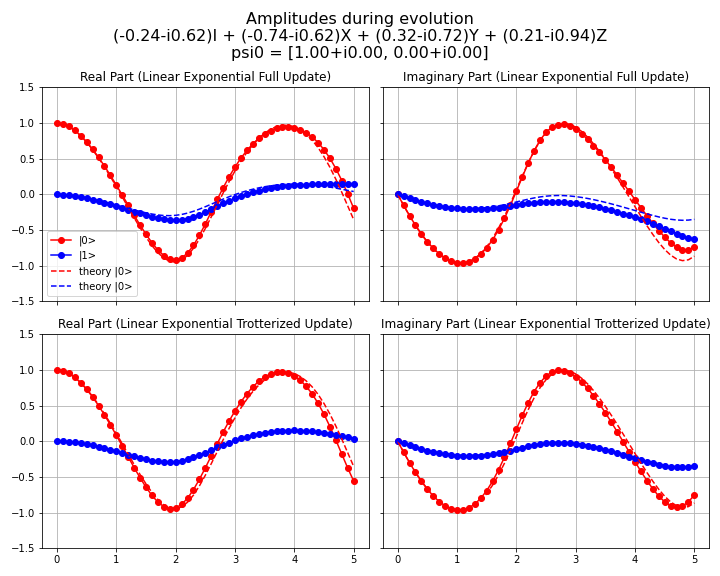 Amplitudes during evolution
(-0.24-i0.62)I + (-0.74-i0.62)X + (0.32-i0.72)Y + (0.21-i0.94)Z
psi0 = [1.00+i0.00, 0.00+i0.00]
Real Part (Linear Exponential Full Update)
Imaginary Part (Linear Exponential Full Update)
1.5
1.0
0.5
0.0
-0.5
-1.0
-1.5
|0>
|1>
theory |0>
theory |0>
Real Part (Linear Exponential Trotterized Update)
Imaginary Part (Linear Exponential Trotterized Update)
1.5
1.0
0.5
0.0
-0.5
-1.0
-1.5
0 1 2 3 4 5
0 1 2 3 4 5